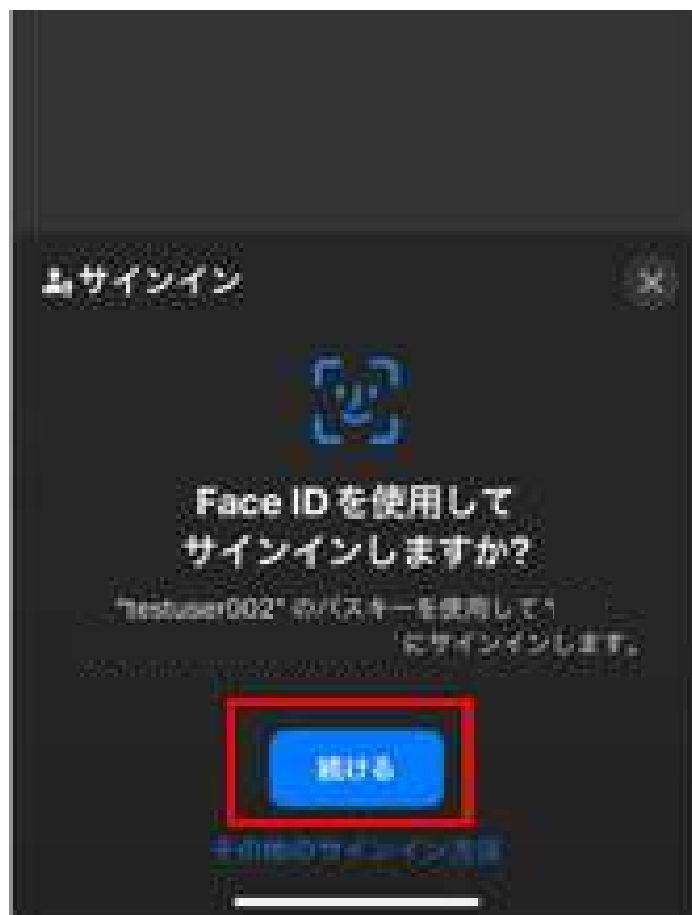 サインイン
Face IDを使用して
サインインしますか?
"testuser002" のパスキーを使用して"
"にサインインします。
続ける
その他のサインイン方法